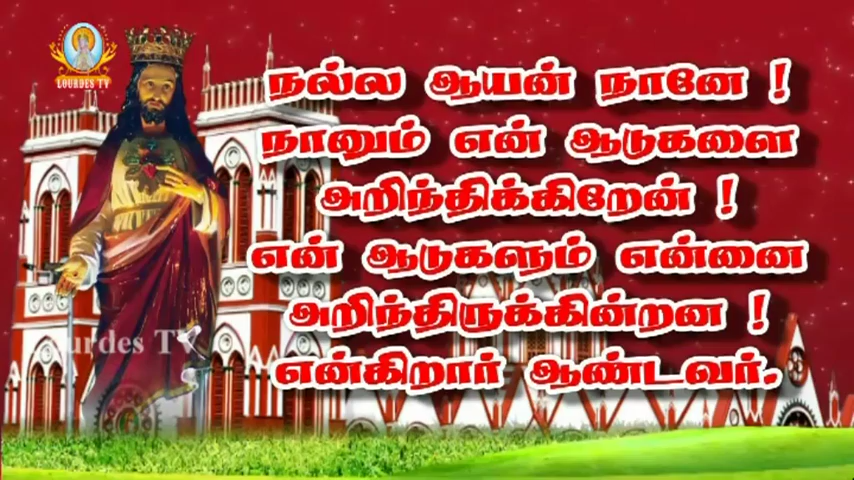 LOURDES TV
நல்ல ஆயன் நானே !
நானும் என் ஆடுகளை
அறிந்திக்கிறேன் !
என் ஆடுகளும் என்னை
அறிந்திருக்கின்றன !
என்கிறார் ஆண்டவர்.
Lourdes TV